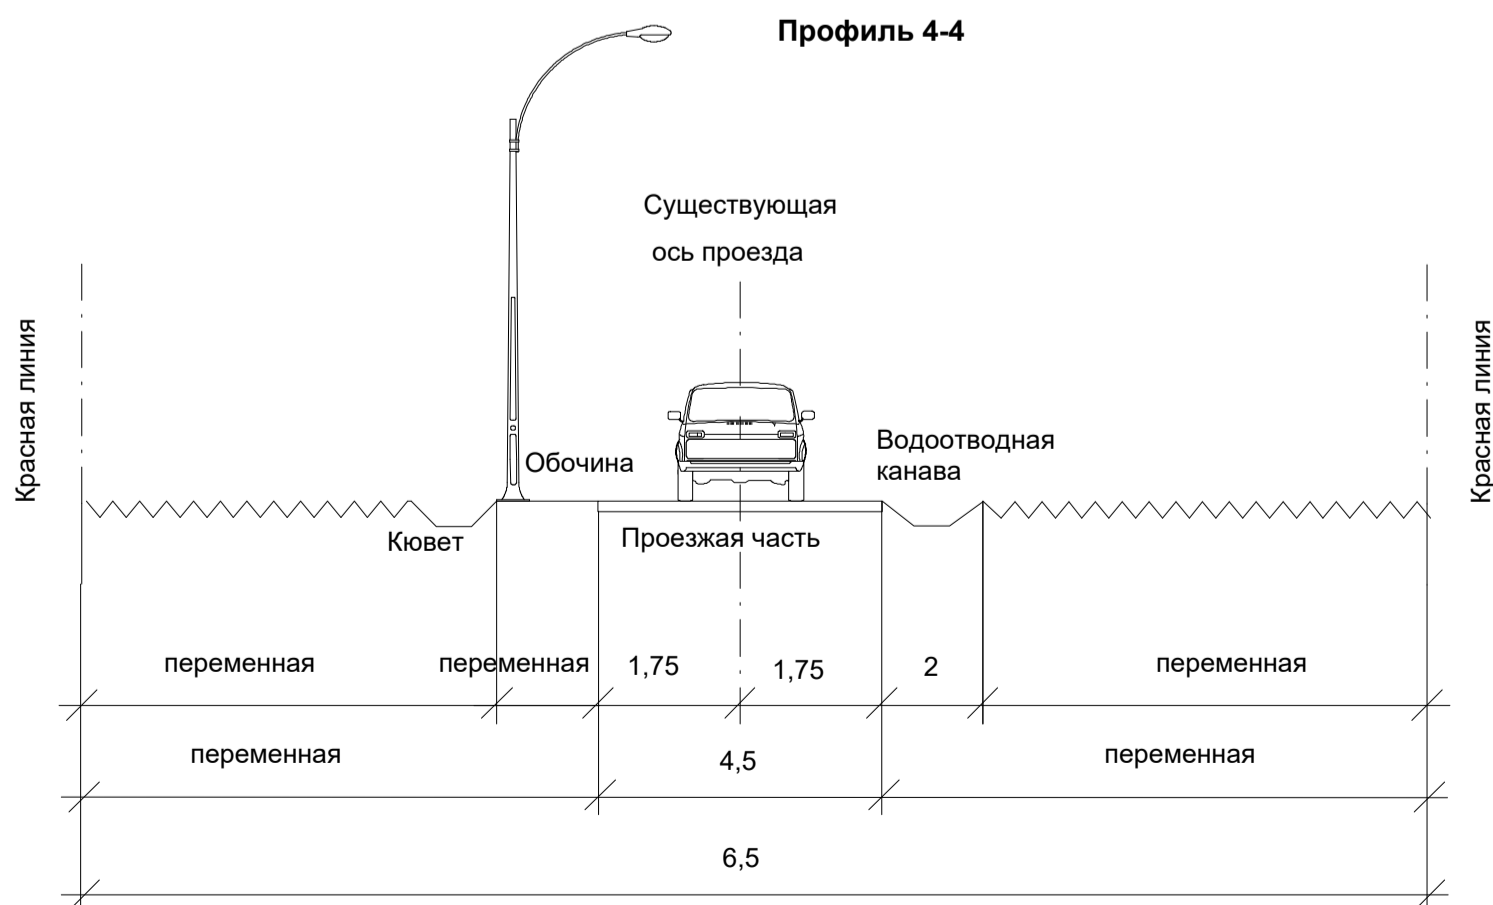 Профиль 4-4
Существующая
ось проезда
Красная линия
Красная линия
Обочина
Водоотводная
канава
Кювет
Проезжая часть
переменная
переменная
1,75
1,75
2
переменная
переменная
4,5
переменная
6,5